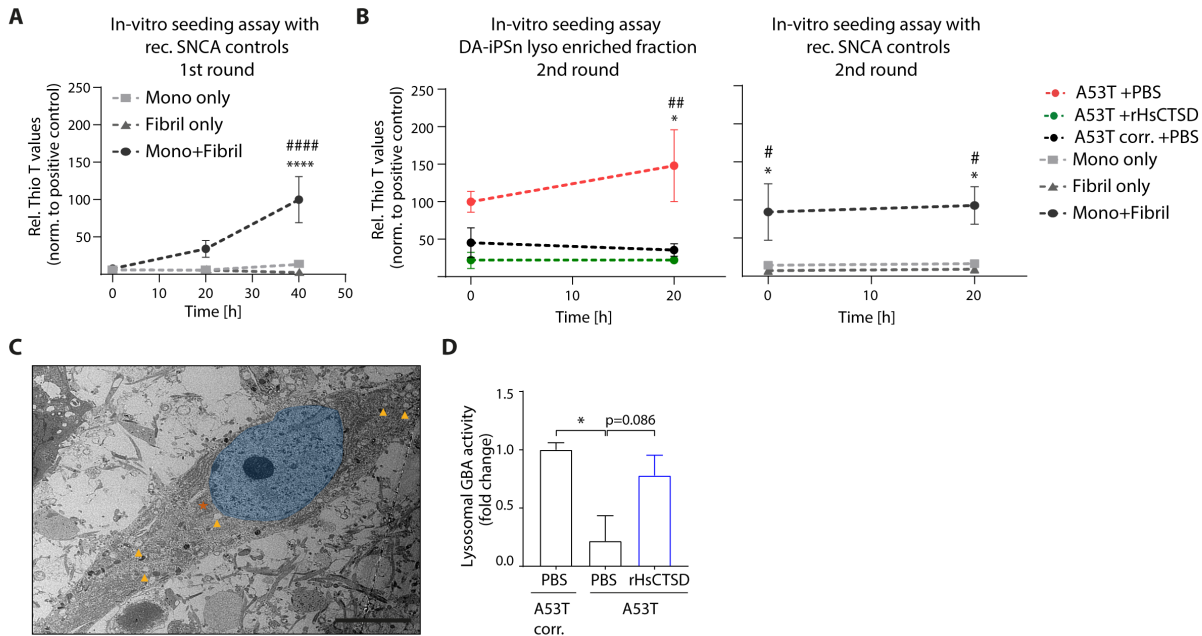 A
In-vitro seeding assay with
rec. SNCA controls
1st round
250
200
150
100
50
Rel. Thio T values
(norm. to positive control)
Mono only
Fibril only
Mono+Fibril
####
****
0
10
20
30
40
50
Time [h]
B
In-vitro seeding assay
DA-iPSn lyso enriched fraction
2nd round
250
200
150
100
50
Rel. Thio T values
(norm. to positive control)
##
*
0
10
20
Time [h]
In-vitro seeding assay with
rec. SNCA controls
2nd round
#
*
#
*
0
10
20
Time [h]
A53T +PBS
A53T +rHsCTSD
A53T corr. +PBS
Mono only
Fibril only
Mono+Fibril
C
D
1.5
1.0
0.5
0.0
Lysosomal GBA activity
(fold change)
*
p=0.086
PBS
PBS
rHsCTSD
A53T
corr.
A53T